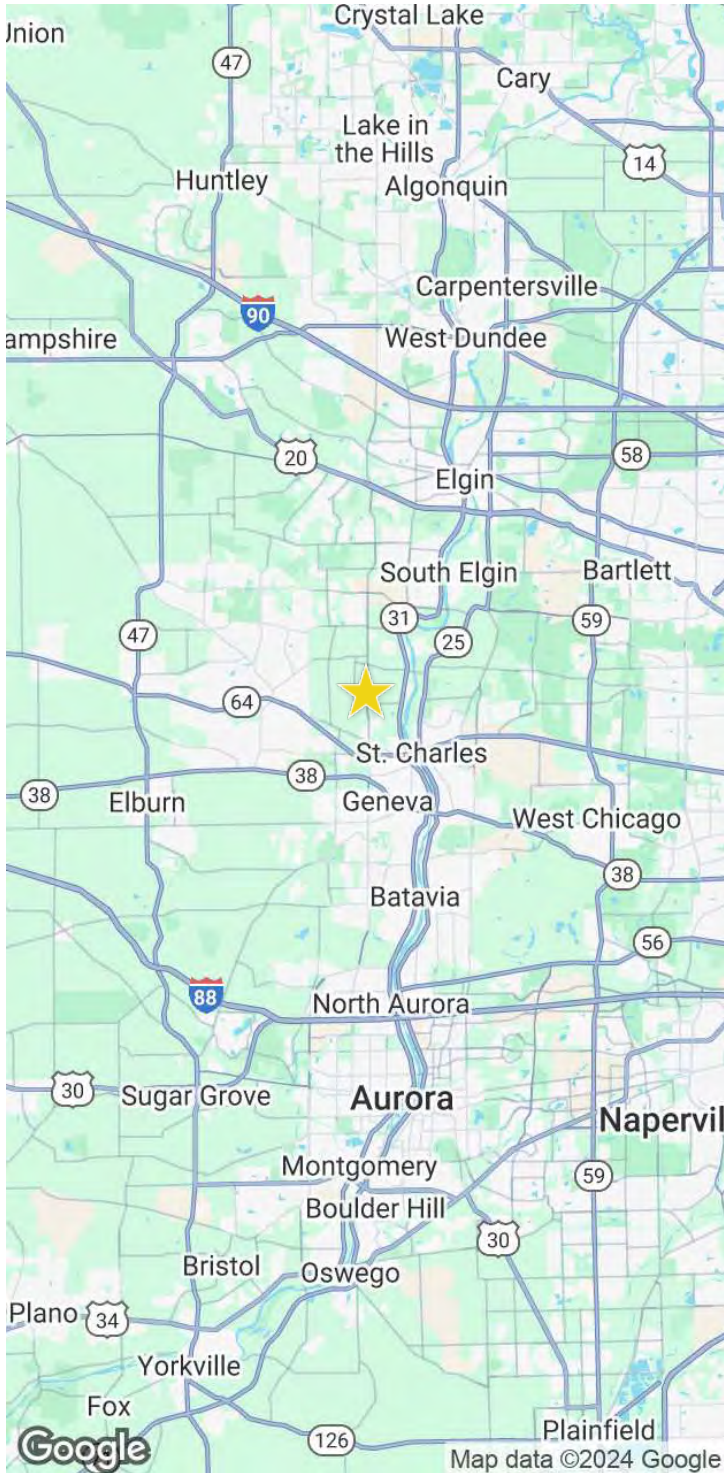 Crystal Lake
Union
47
Cary
Lake in
the Hills
14
Huntley
Algonquin
Carpentersville
90
ampshire
West Dundee
20
58
Elgin
South Elgin
Bartlett
31
59
47
25
64
St. Charles
38
38
Elburn
Geneva
West Chicago
38
Batavia
56
88
North Aurora
30
Sugar Grove
Aurora
Napervil
Montgomery
59
Boulder Hill
30
Bristol
Oswego
Plano
34
Yorkville
Fox
126
Plainfield
Google
Map data ©2024 Google